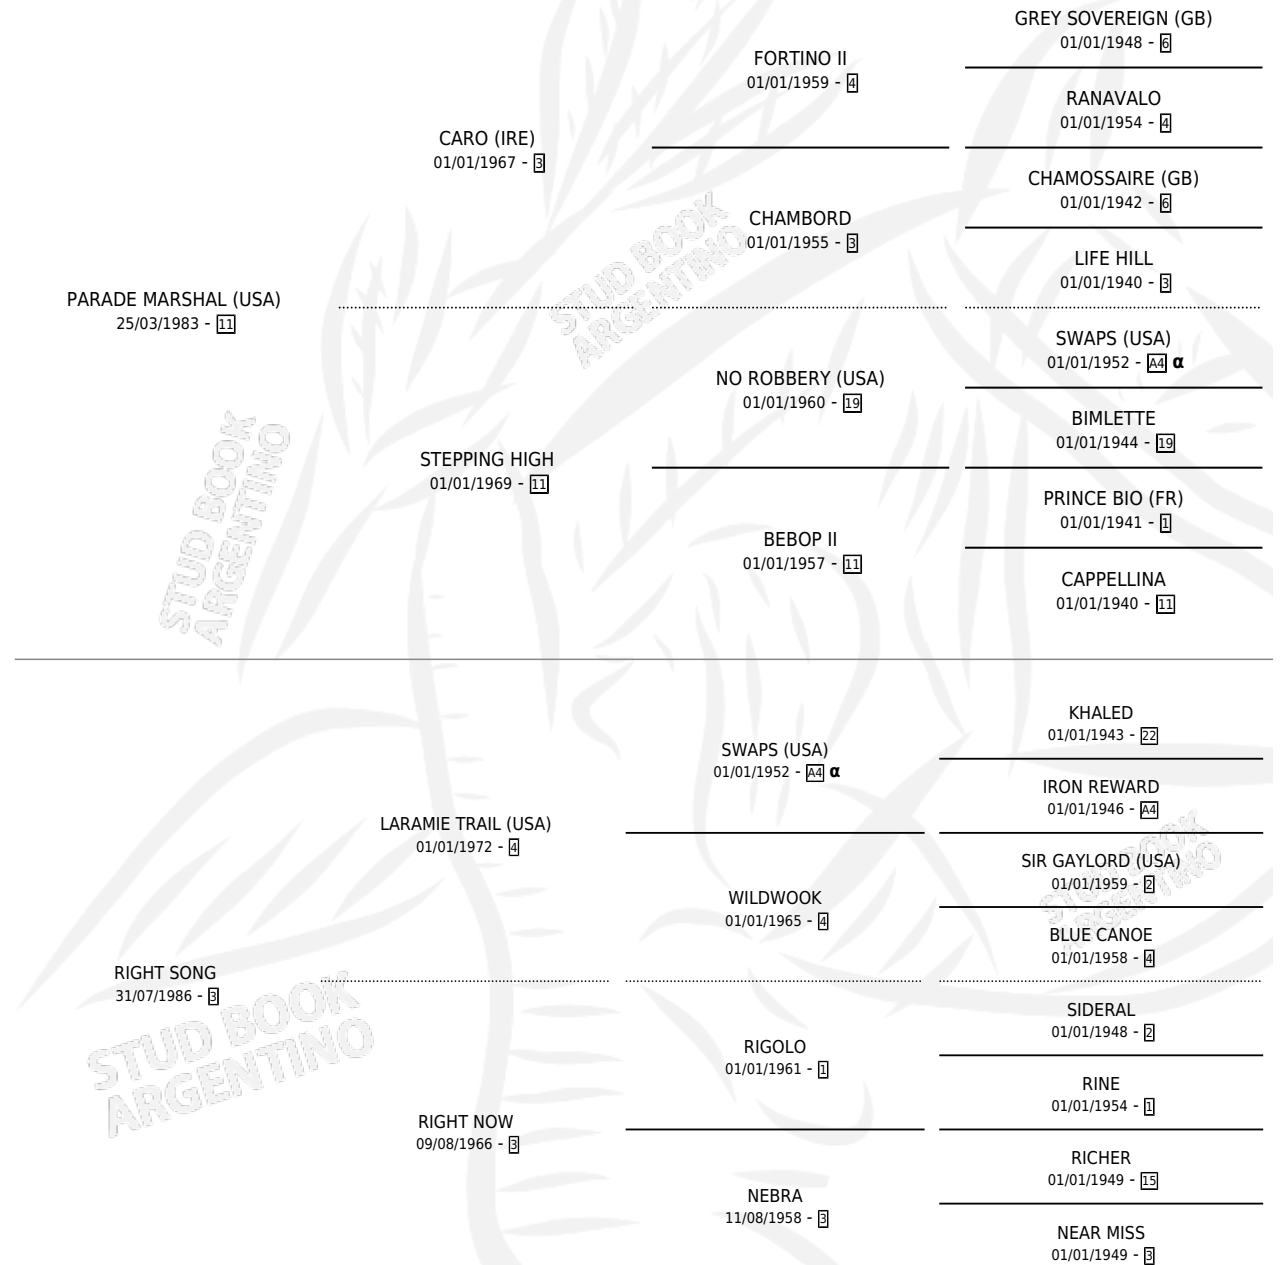 GREY SOVEREIGN (GB)
01/01/1948 - 6
FORTINO II
01/01/1959 - 4
RANAVALO
01/01/1954 - 4
CARO (IRE)
01/01/1967 - 3
CHAMOSSAIRE (GB)
01/01/1942 - 6
CHAMBORD
01/01/1955 - 3
LIFE HILL
01/01/1940 - 3
PARADE MARSHAL (USA)
25/03/1983 - 11
SWAPS (USA)
01/01/1952 - A4 α
NO ROBBERY (USA)
01/01/1960 - 19
BIMLETTE
01/01/1944 - 19
STEPPING HIGH
01/01/1969 - 11
PRINCE BIO (FR)
01/01/1941 - 1
BEBOP II
01/01/1957 - 11
CAPPELLINA
01/01/1940 - 11
KHALED
01/01/1943 - 22
SWAPS (USA)
01/01/1952 - A4 α
IRON REWARD
01/01/1946 - A4
LARAMIE TRAIL (USA)
01/01/1972 - 4
SIR GAYLORD (USA)
01/01/1959 - 2
WILDWOOK
01/01/1965 - 4
BLUE CANOE
01/01/1958 - 4
RIGHT SONG
31/07/1986 - 3
SIDERAL
01/01/1948 - 2
RIGOLO
01/01/1961 - 1
RINE
01/01/1954 - 1
RIGHT NOW
09/08/1966 - 3
RICHER
01/01/1949 - 15
NEBRA
11/08/1958 - 3
NEAR MISS
01/01/1949 - 3
STUD BOOK
ARGENTINO
STUD BOOK
ARGENTINO
STUD BOOK
ARGENTINO
STUD BOOK
ARGENTINO